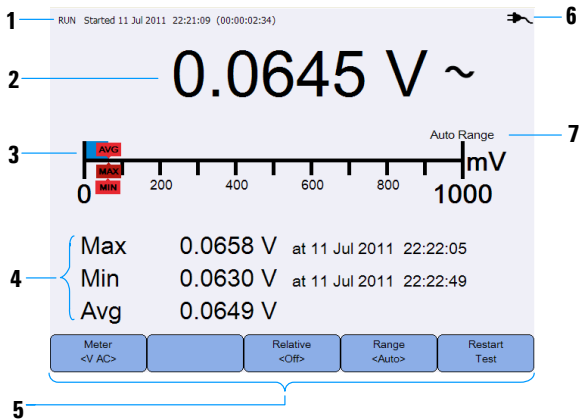 1
RUN Started 11 Jul 2011 22:21:09 (00:00:02:34)
6
2
0.0645 V ~
7
Auto Range
3
AVG
MAX
MIN
0
200
400
600
800
1000
mV
4
Max 0.0658 V at 11 Jul 2011 22:22:05
Min 0.0630 V at 11 Jul 2011 22:22:49
Avg 0.0649 V
Meter
<V AC>
Relative
<Off>
Range
<Auto>
Restart
Test
5